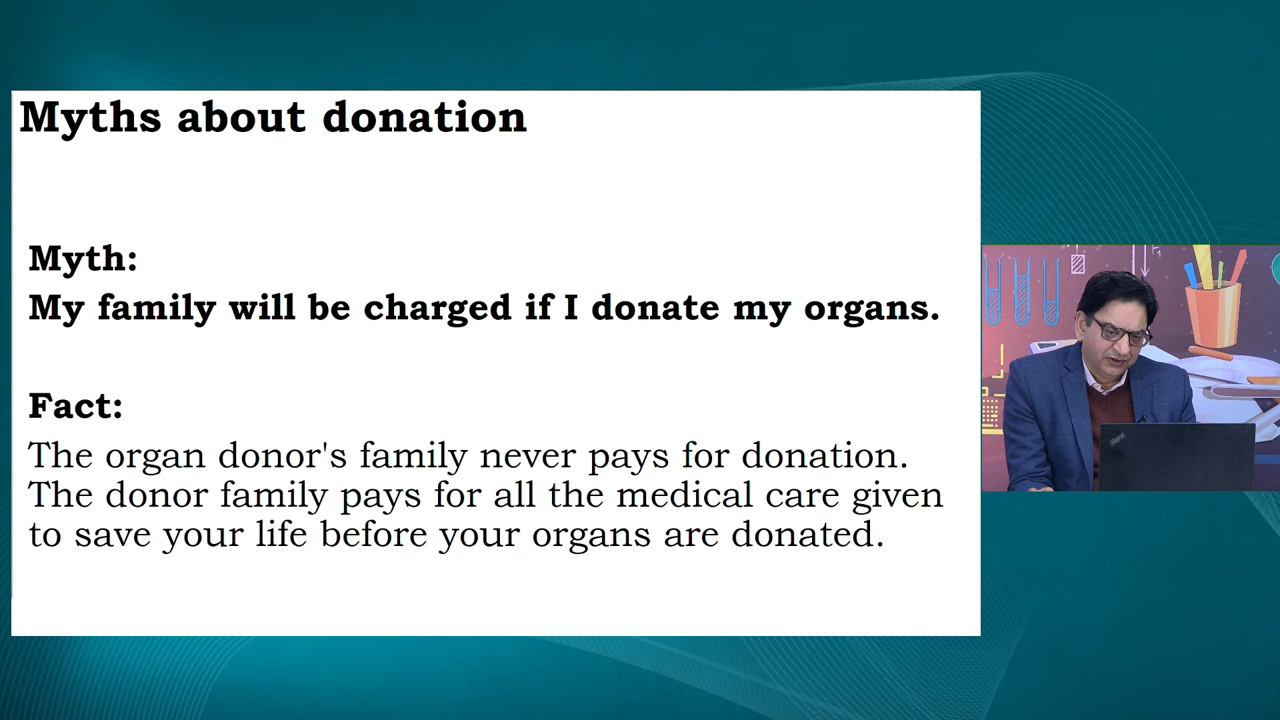 Myths about donation
Myth:
My family will be charged if I donate my organs.
Fact:
The organ donor's family never pays for donation.
The donor family pays for all the medical care given
to save your life before your organs are donated.